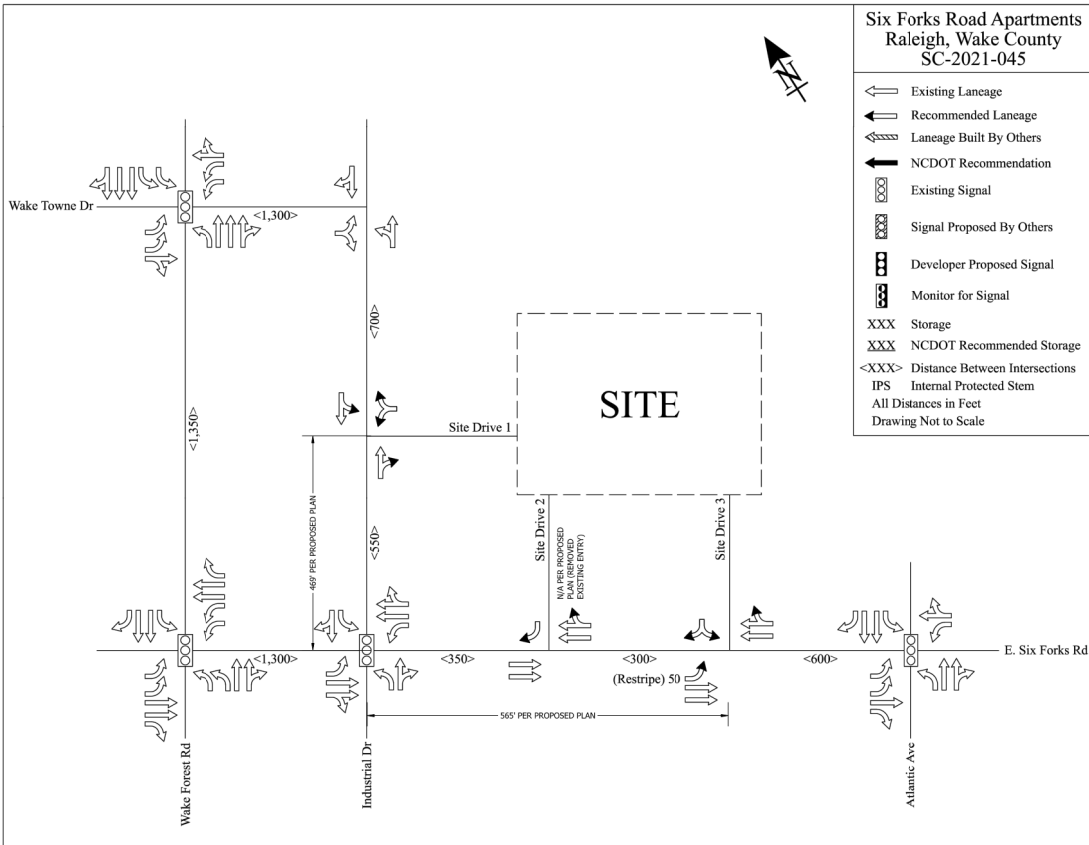 Six Forks Road Apartments
Raleigh, Wake County
SC-2021-045
Existing Laneage
Recommended Laneage
Laneage Built By Others
NCDOT Recommendation
Existing Signal
Signal Proposed By Others
Developer Proposed Signal
Monitor for Signal
XXX Storage
XXX NCDOT Recommended Storage
<XXX> Distance Between Intersections
IPS Internal Protected Stem
All Distances in Feet
Drawing Not to Scale
N
Wake Towne Dr
<1,300>
<700>
<1,350>
SITE
Site Drive 1
469' PER PROPOSED PLAN
<550>
Site Drive 2
N/A PER PROPOSED
PLAN (REMOVED
EXISTING ENTRY)
Site Drive 3
<1,300>
<350>
<300>
<600>
E. Six Forks Rd
(Restripe) 50
565' PER PROPOSED PLAN
Wake Forest Rd
Industrial Dr
Atlantic Ave